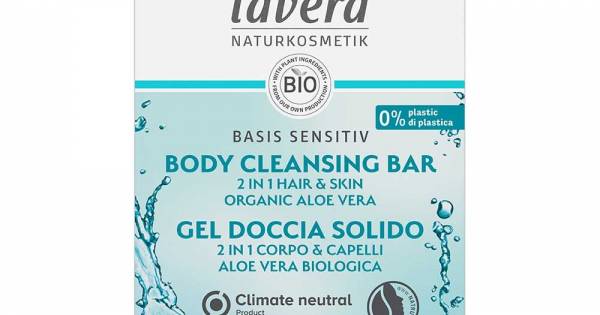 lavera
NATURKOSMETIK
• WITH PLANT INGREDIENTS •
FROM OUR OWN PRODUCTION
BIO
0% plastic
di plastica
BASIS SENSITIV
BODY CLEANSING BAR
2 IN 1 HAIR & SKIN
ORGANIC ALOE VERA
GEL DOCCIA SOLIDO
2 IN 1 CORPO & CAPELLI
ALOE VERA BIOLOGICA
Climate neutral
Product